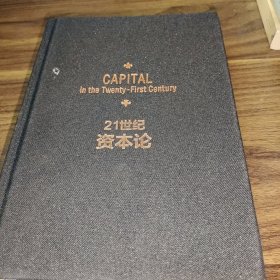 CAPITAL
in the Twenty-First Century
21世纪
资本论